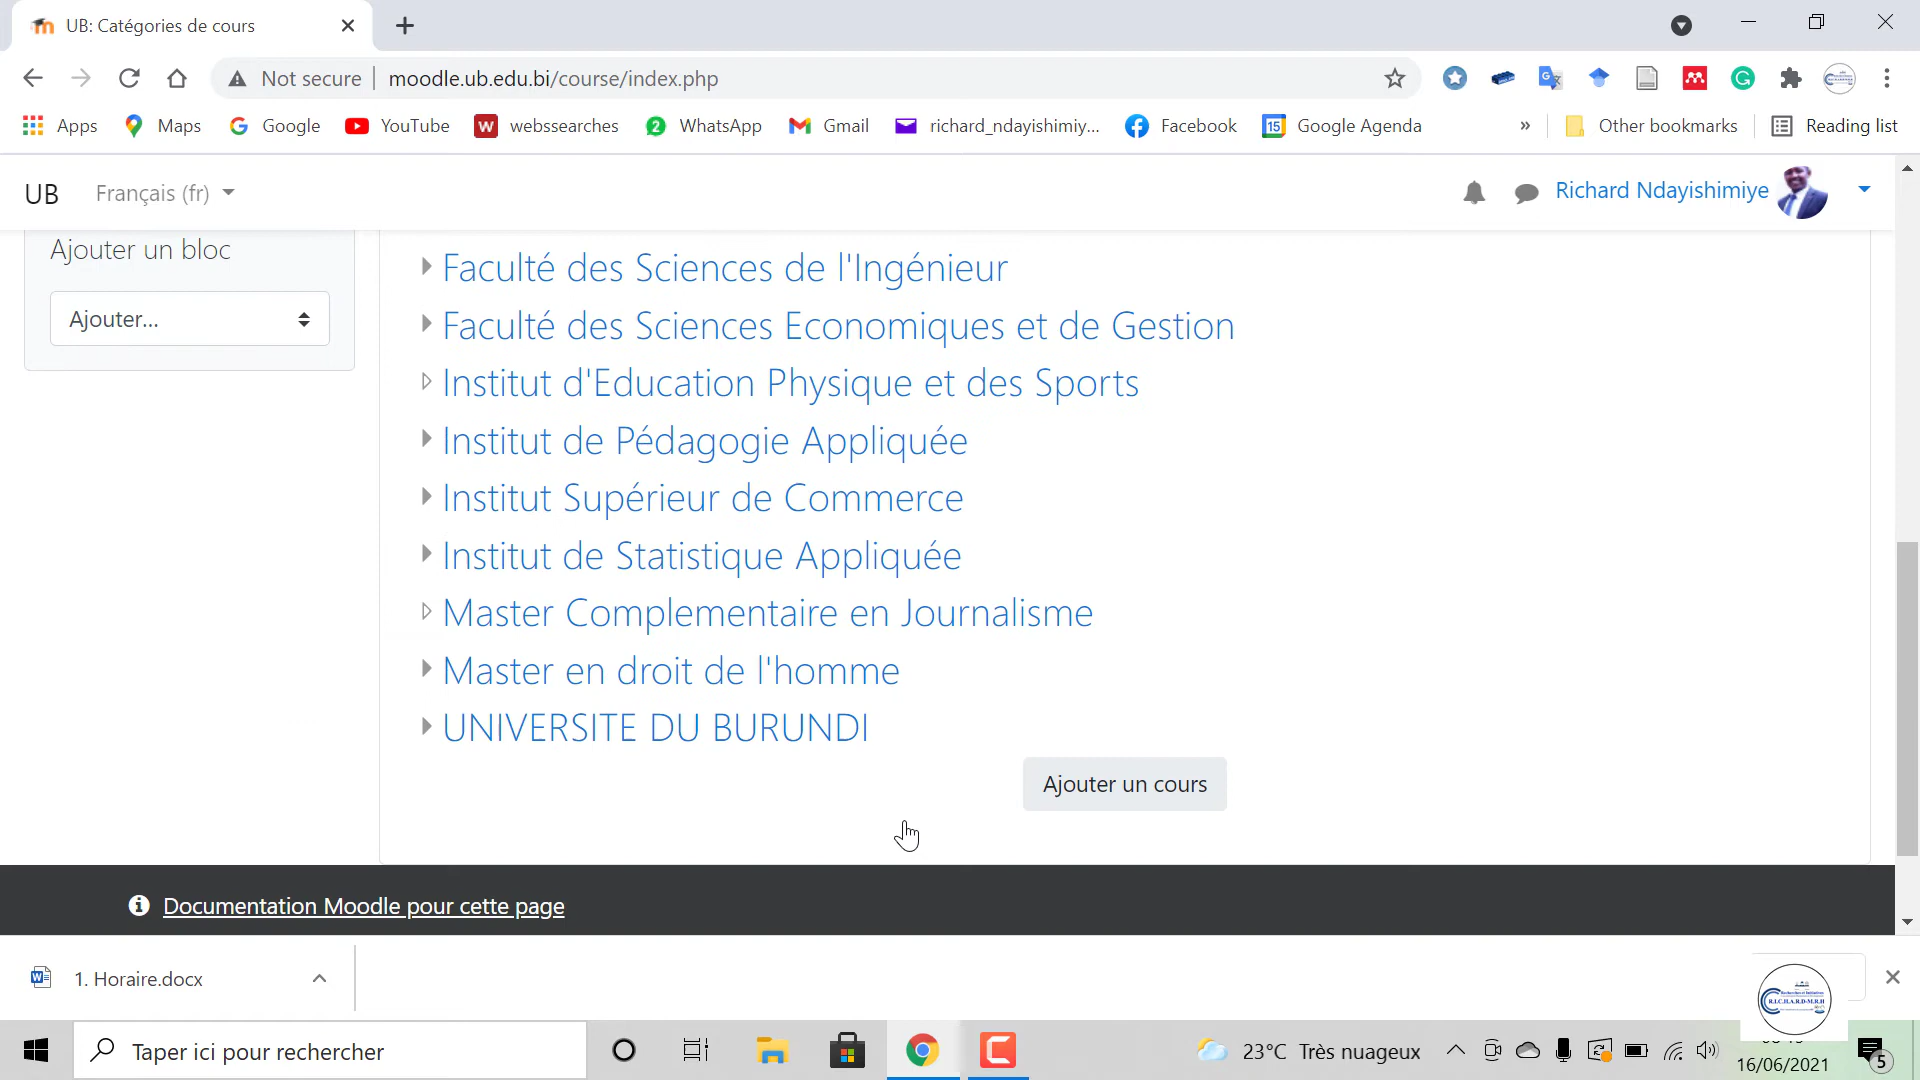 UB: Catégories de cours
Not secure
moodle.ub.edu.bi/course/index.php
Apps
Maps
Google
YouTube
W
webssearches
2
WhatsApp
Gmail
richard_ndayishimiy...
Facebook
15
Google Agenda
»
Other bookmarks
Reading list
UB
Français (fr)
Richard Ndayishimiye
Ajouter un bloc
Ajouter...
Faculté des Sciences de l'Ingénieur
Faculté des Sciences Economiques et de Gestion
Institut d'Education Physique et des Sports
Institut de Pédagogie Appliquée
Institut Supérieur de Commerce
Institut de Statistique Appliquée
Master Complementaire en Journalisme
Master en droit de l'homme
UNIVERSITE DU BURUNDI
Ajouter un cours
Documentation Moodle pour cette page
1. Horaire.docx
R.I.C.H.A.R.D-M.R.H
Taper ici pour rechercher
23°C Très nuageux
16/06/2021
5